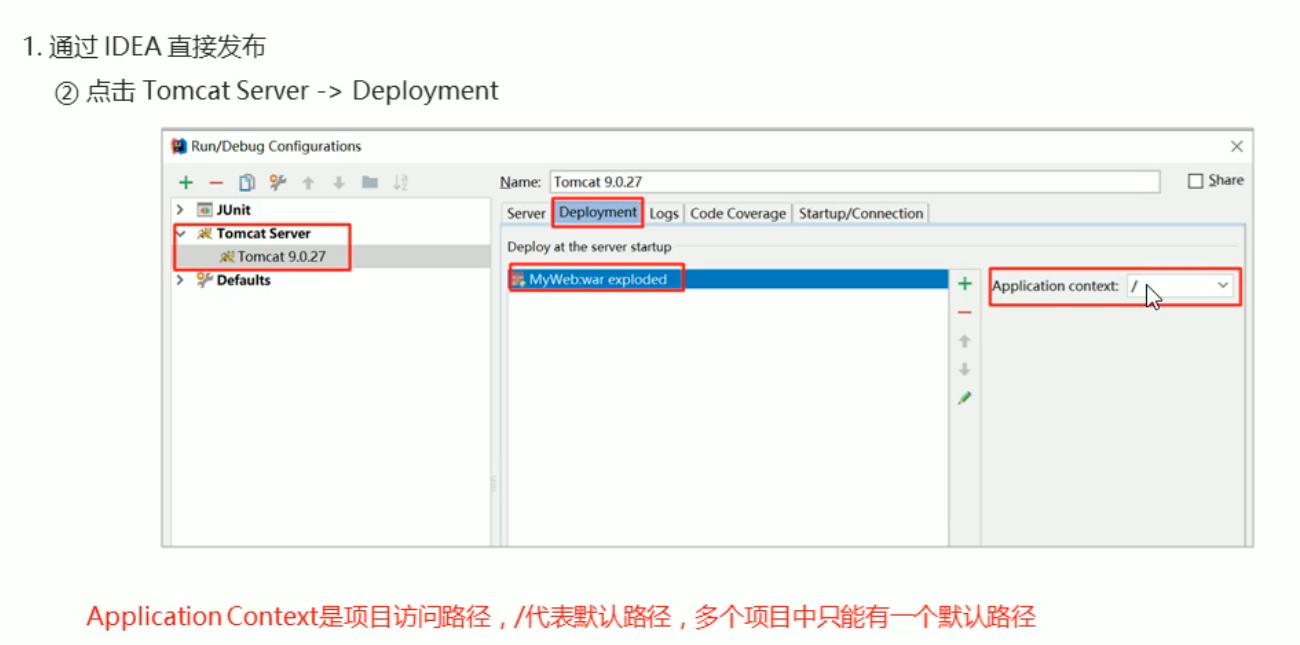 1. 通过 IDEA 直接发布
② 点击 Tomcat Server -> Deployment
Run/Debug Configurations
Name: Tomcat 9.0.27
Share
JUnit
Tomcat Server
Tomcat 9.0.27
Defaults
Server Deployment Logs Code Coverage Startup/Connection
Deploy at the server startup
MyWeb:war exploded
Application context: /
Application Context是项目访问路径，/代表默认路径，多个项目中只能有一个默认路径